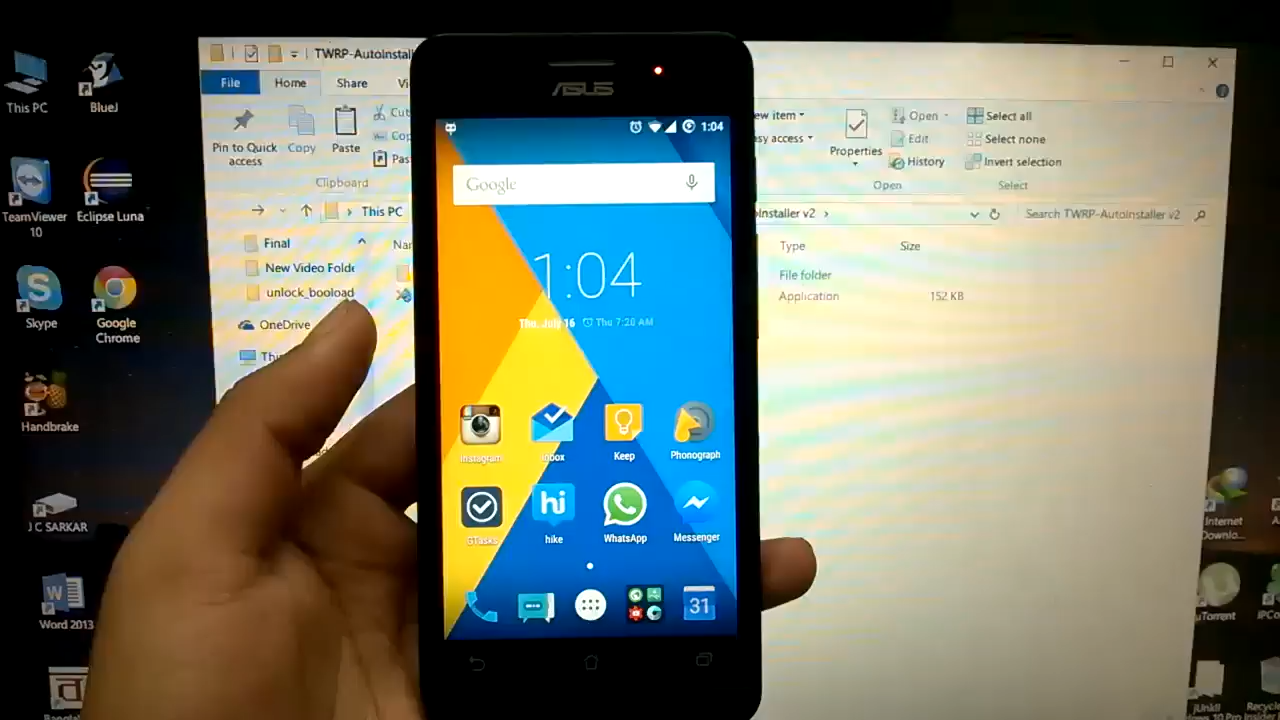 This PC
BlueJ
TeamViewer
10
Eclipse Luna
Skype
Google
Chrome
Handbrake
J C SARKAR
Word 2013
TWRP-AutoInstall
File
Home
Share
Pin to Quick
access
Copy
Paste
Clipboard
This PC
Final
New Video Folde
unlock_booload
OneDrive
ASUS
1:04
Google
1:04
Thu, July 16
Thu 7:20 AM
Instagram
Inbox
Keep
Phonograph
GTasks
hi
hike
WhatsApp
Messenger
31
ew item
sy access
Properties
Open
Edit
History
Open
Select all
Select none
Invert selection
Select
oInstaller v2
Search TWRP-AutoInstaller v2
Type
Size
File folder
Application
152 KB
Internet
Downlo...
uTorrent